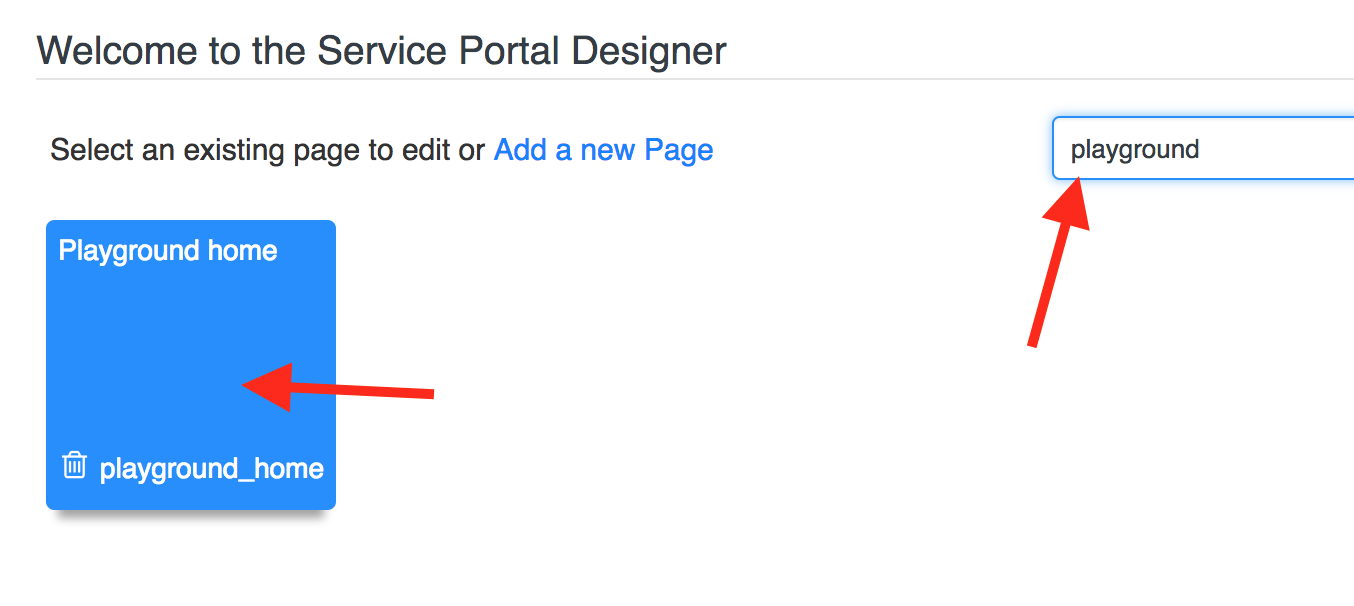 Welcome to the Service Portal Designer
Select an existing page to edit or Add a new Page
playground
Playground home
playground_home